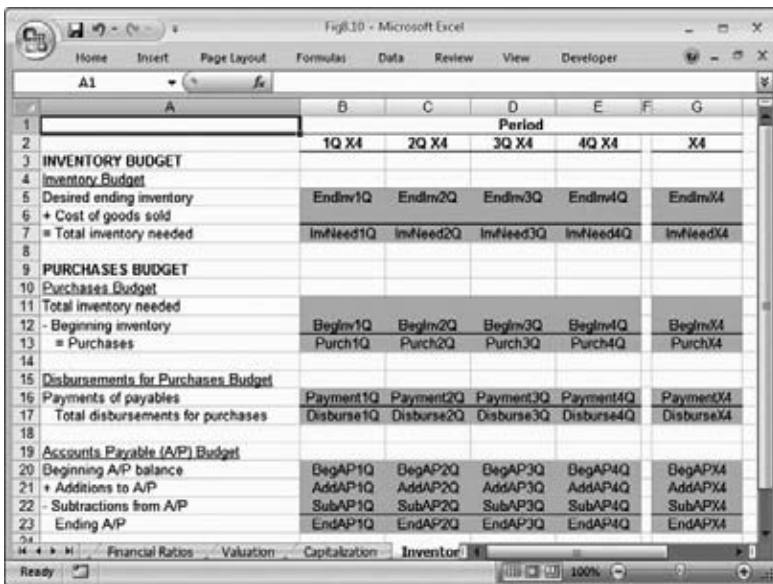 Fig8.10 - Microsoft Excel
Home Insert Page Layout Formulas Data Review View Developer
A1 fx
A B C D E F G
1 Period
2 1Q X4 2Q X4 3Q X4 4Q X4 X4
3 INVENTORY BUDGET
4 Inventory Budget
5 Desired ending inventory EndInv1Q EndInv2Q EndInv3Q EndInv4Q EndInvX4
6 + Cost of goods sold
7 = Total inventory needed InvNeed1Q InvNeed2Q InvNeed3Q InvNeed4Q InvNeedX4
8
9 PURCHASES BUDGET
10 Purchases Budget
11 Total inventory needed
12 - Beginning inventory BegInv1Q BegInv2Q BegInv3Q BegInv4Q BegInvX4
13 = Purchases Purch1Q Purch2Q Purch3Q Purch4Q PurchX4
14
15 Disbursements for Purchases Budget
16 Payments of payables Payment1Q Payment2Q Payment3Q Payment4Q PaymentX4
17 Total disbursements for purchases Disburse1Q Disburse2Q Disburse3Q Disburse4Q DisburseX4
18
19 Accounts Payable (A/P) Budget
20 Beginning A/P balance BegAP1Q BegAP2Q BegAP3Q BegAP4Q BegAPX4
21 + Additions to A/P AddAP1Q AddAP2Q AddAP3Q AddAP4Q AddAPX4
22 - Subtractions from A/P SubAP1Q SubAP2Q SubAP3Q SubAP4Q SubAPX4
23 Ending A/P EndAP1Q EndAP2Q EndAP3Q EndAP4Q EndAPX4
24
Financial Ratios Valuation Capitalization Inventor
Ready 100%